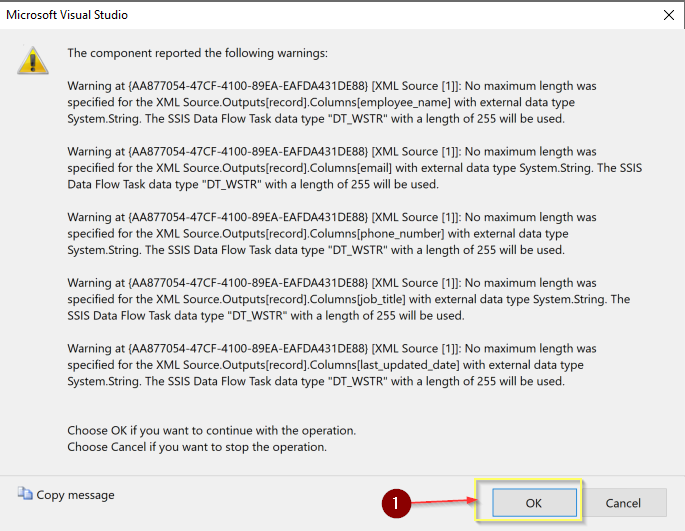 Microsoft Visual Studio
The component reported the following warnings:
Warning at {AA877054-47CF-4100-89EA-EAFDA431DE88} [XML Source [1]]: No maximum length was
specified for the XML Source.Outputs[record].Columns[employee_name] with external data type
System.String. The SSIS Data Flow Task data type "DT_WSTR" with a length of 255 will be used.
Warning at {AA877054-47CF-4100-89EA-EAFDA431DE88} [XML Source [1]]: No maximum length was
specified for the XML Source.Outputs[record].Columns[email] with external data type System.String. The SSIS
Data Flow Task data type "DT_WSTR" with a length of 255 will be used.
Warning at {AA877054-47CF-4100-89EA-EAFDA431DE88} [XML Source [1]]: No maximum length was
specified for the XML Source.Outputs[record].Columns[phone_number] with external data type
System.String. The SSIS Data Flow Task data type "DT_WSTR" with a length of 255 will be used.
Warning at {AA877054-47CF-4100-89EA-EAFDA431DE88} [XML Source [1]]: No maximum length was
specified for the XML Source.Outputs[record].Columns[job_title] with external data type System.String. The
SSIS Data Flow Task data type "DT_WSTR" with a length of 255 will be used.
Warning at {AA877054-47CF-4100-89EA-EAFDA431DE88} [XML Source [1]]: No maximum length was
specified for the XML Source.Outputs[record].Columns[last_updated_date] with external data type
System.String. The SSIS Data Flow Task data type "DT_WSTR" with a length of 255 will be used.
Choose OK if you want to continue with the operation.
Choose Cancel if you want to stop the operation.
Copy message 1 OK Cancel